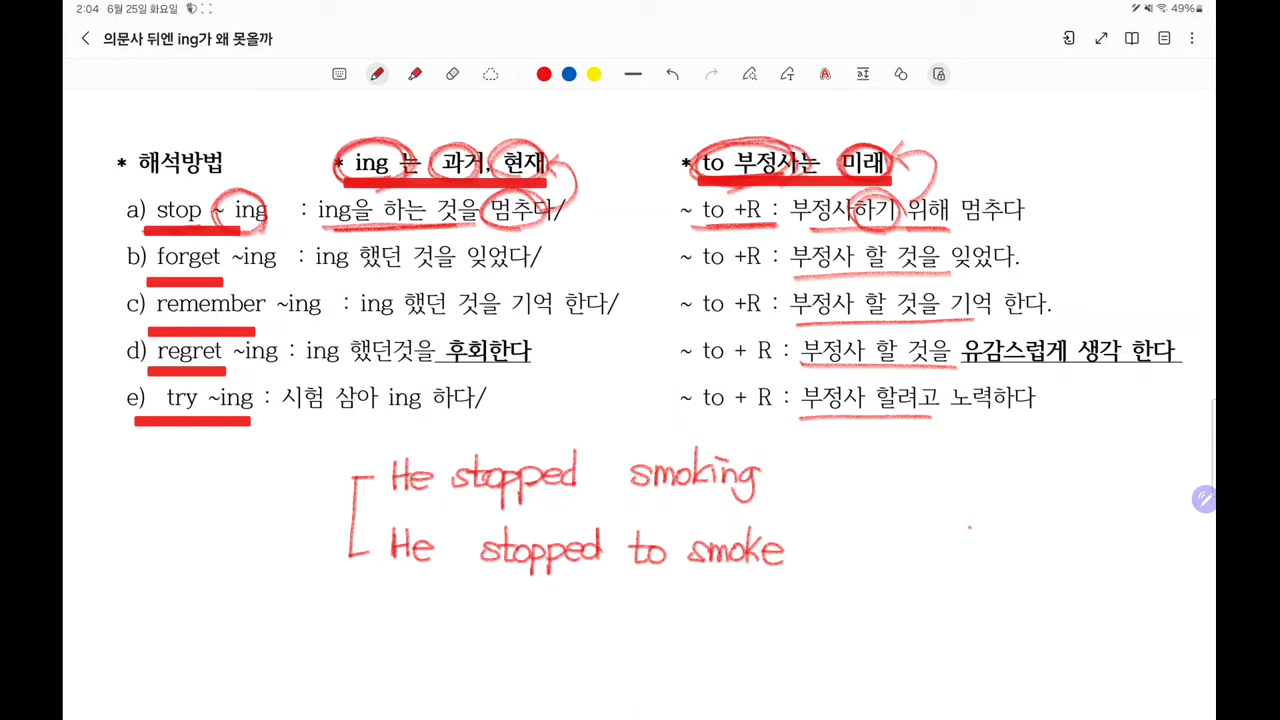 2:04 6월 25일 화요일 49%
의문사 뒤엔 ing가 왜 못올까
* 해석방법 * ing 는 과거, 현재 * to 부정사는 미래
a) stop ~ ing : ing을 하는 것을 멈추다/ ~ to +R : 부정사하기 위해 멈추다
b) forget ~ing : ing 했던 것을 잊었다/ ~ to +R : 부정사 할 것을 잊었다.
c) remember ~ing : ing 했던 것을 기억 한다/ ~ to +R : 부정사 할 것을 기억 한다.
d) regret ~ing : ing 했던것을 후회한다 ~ to + R : 부정사 할 것을 유감스럽게 생각 한다
e) try ~ing : 시험 삼아 ing 하다/ ~ to + R : 부정사 할려고 노력하다
He stopped smoking
He stopped to smoke